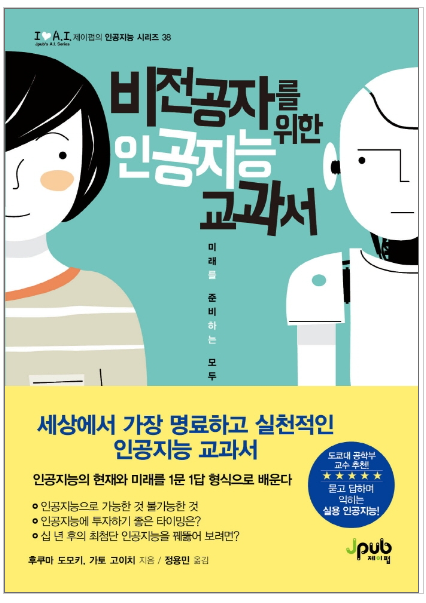 I♥A.I. 제이펍의 인공지능 시리즈 38
Jpub's A.I. Series
비전공자를
위한
인공지능
교과서
미래를 준비하는 모두
세상에서 가장 명료하고 실천적인
인공지능 교과서
인공지능의 현재와 미래를 1문 1답 형식으로 배운다
인공지능으로 가능한 것 불가능한 것
인공지능에 투자하기 좋은 타이밍은?
십 년 후의 최첨단 인공지능을 꿰뚫어 보려면?
도쿄대 공학부
교수 추천!
★★★★★
묻고 답하며
익히는
실용 인공지능!
후쿠마 도모키, 가토 고이치 지음 / 정용민 옮김
Jpub
제이펍